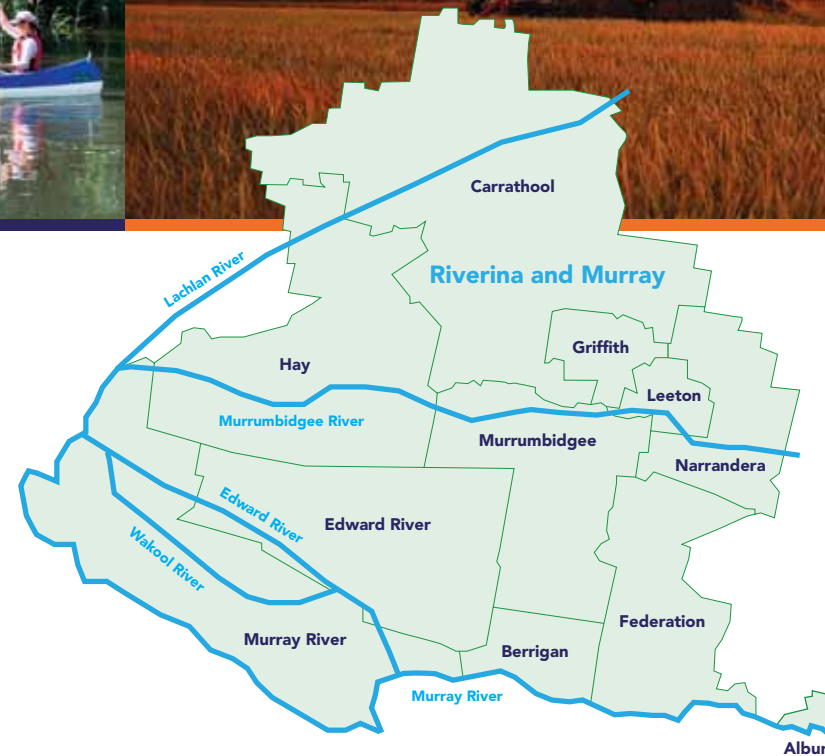 Carrathool
Lachlan River
Riverina and Murray
Griffith
Hay
Leeton
Murrumbidgee River
Murrumbidgee
Narrandera
Edward River
Edward River
Wakool River
Federation
Murray River
Berrigan
Murray River